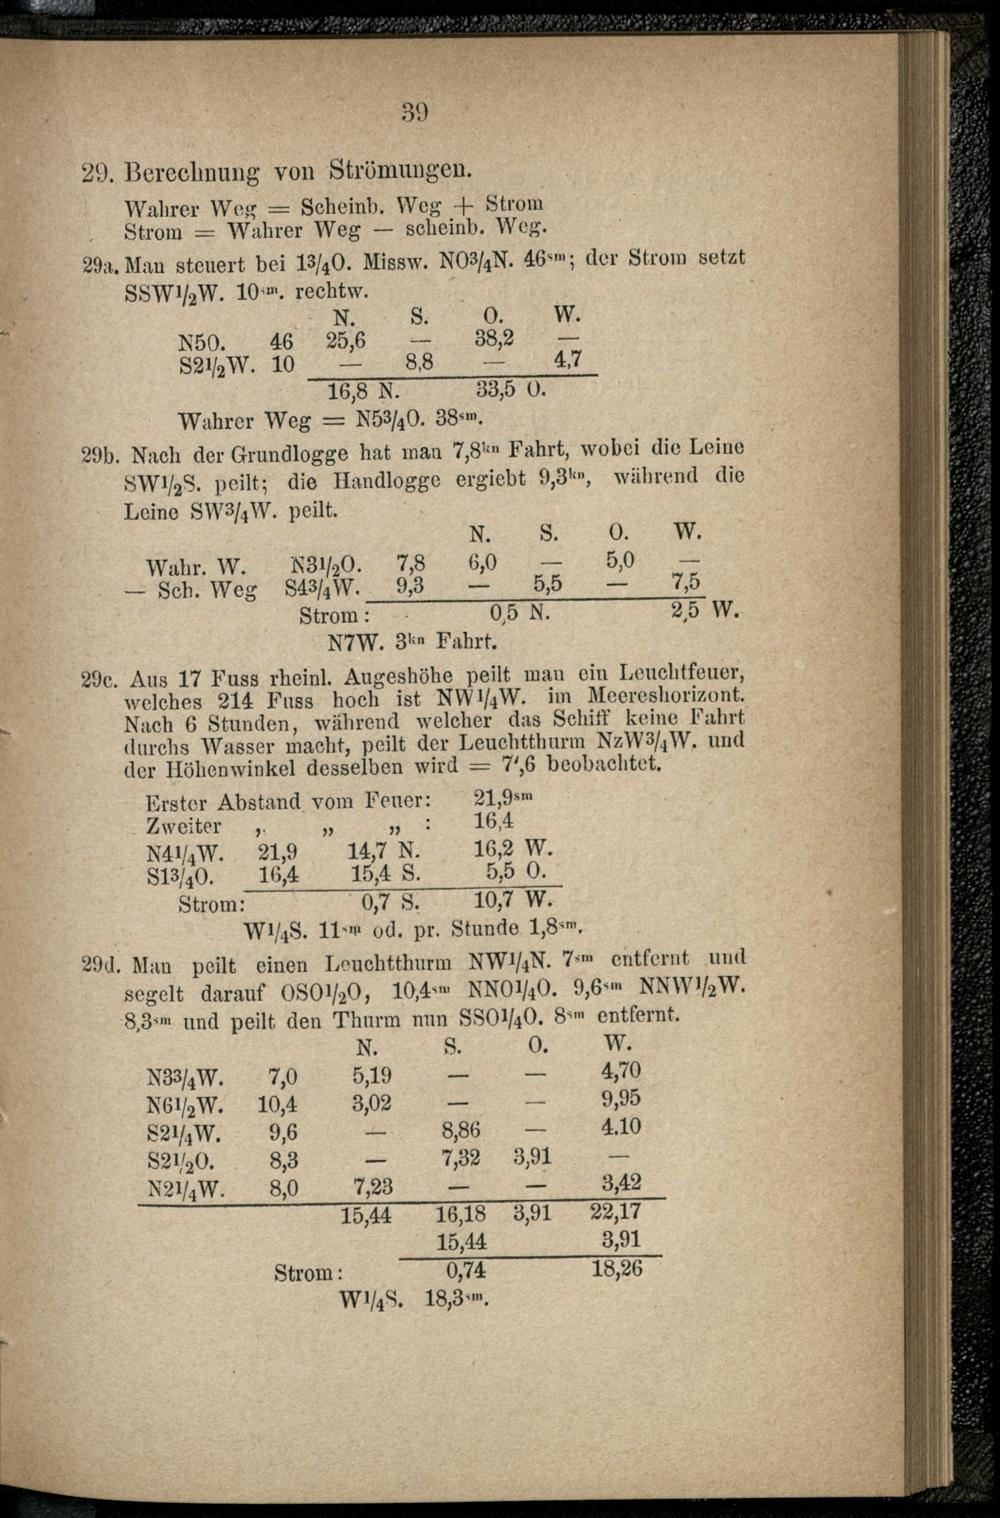 39
29. Berechnung von Strömungen.
Wahrer Weg = Scheinb. Weg + Strom
Strom = Wahrer Weg — scheinb. Weg.
29a. Man steuert bei 1³/₄O. Missw. NO³/₄N. 46ˢᵐ; der Strom setzt
SSW¹/₂W. 10ˢᵐ. rechtw.
N. S. O. W.
N5O. 46 25,6 — 38,2 —
S2¹/₂W. 10 — 8,8 — 4,7
16,8 N. 33,5 O.
Wahrer Weg = N5³/₄O. 38ˢᵐ.
29b. Nach der Grundlogge hat man 7,8ᵏⁿ Fahrt, wobei die Leine
SW¹/₂S. peilt; die Handlogge ergiebt 9,3ᵏⁿ, während die
Leine SW³/₄W. peilt.
N. S. O. W.
Wahr. W. N3¹/₂O. 7,8 6,0 — 5,0 —
— Sch. Weg S4³/₄W. 9,3 — 5,5 — 7,5
Strom: 0,5 N. 2,5 W.
N7W. 3ᵏⁿ Fahrt.
29c. Aus 17 Fuss rheinl. Augeshöhe peilt man ein Leuchtfeuer,
welches 214 Fuss hoch ist NW¹/₄W. im Meereshorizont.
Nach 6 Stunden, während welcher das Schiff keine Fahrt
durchs Wasser macht, peilt der Leuchtthurm NzW³/₄W. und
der Höhenwinkel desselben wird = 7′,6 beobachtet.
Erster Abstand vom Feuer: 21,9ˢᵐ
Zweiter „ „ „ : 16,4
N4¹/₄W. 21,9 14,7 N. 16,2 W.
S1³/₄O. 16,4 15,4 S. 5,5 O.
Strom: 0,7 S. 10,7 W.
W¹/₄S. 11ˢᵐ od. pr. Stunde 1,8ˢᵐ.
29d. Man peilt einen Leuchtthurm NW¹/₄N. 7ˢᵐ entfernt und
segelt darauf OSO¹/₂O, 10,4ˢᵐ NNO¹/₄O. 9,6ˢᵐ NNW¹/₂W.
8,3ˢᵐ und peilt den Thurm nun SSO¹/₄O. 8ˢᵐ entfernt.
N. S. O. W.
N3³/₄W. 7,0 5,19 — — 4,70
N6¹/₂W. 10,4 3,02 — — 9,95
S2¹/₄W. 9,6 — 8,86 — 4.10
S2¹/₂O. 8,3 — 7,32 3,91 —
N2¹/₄W. 8,0 7,23 — — 3,42
15,44 16,18 3,91 22,17
15,44 3,91
Strom: 0,74 18,26
W¹/₄S. 18,3ˢᵐ.